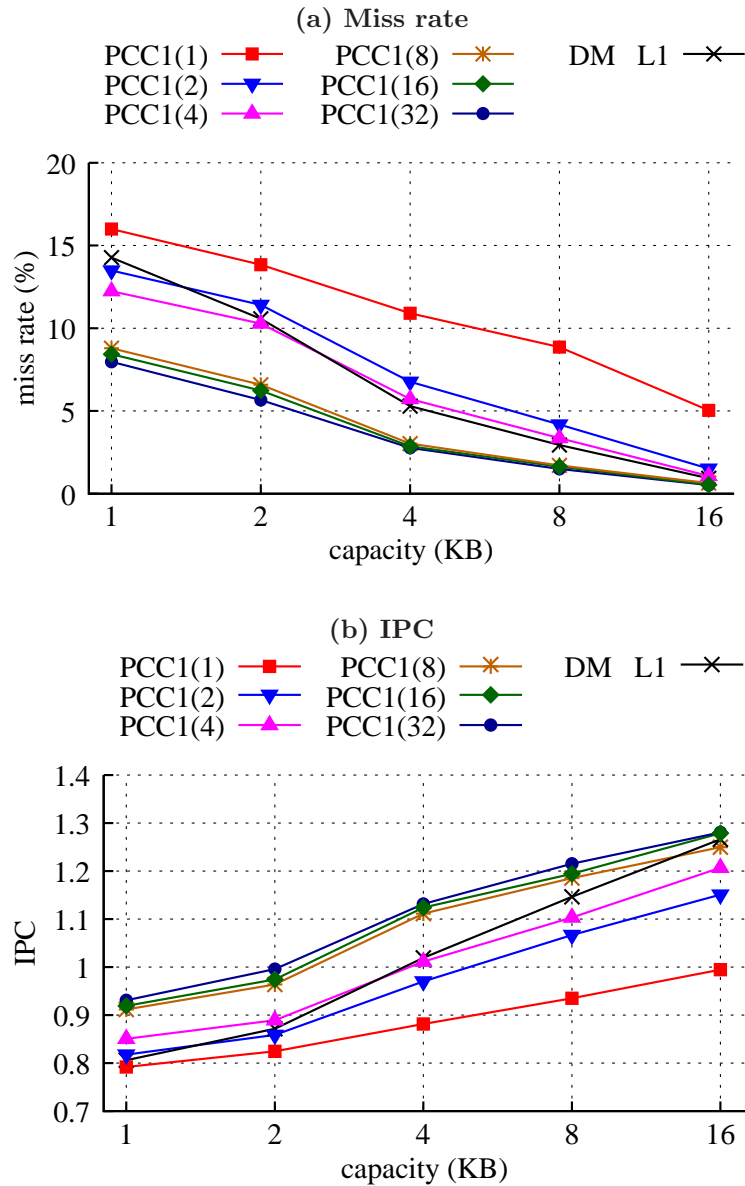 (a) Miss rate
PCC1(1) PCC1(8) DM L1
PCC1(2) PCC1(16)
PCC1(4) PCC1(32)
20
15
10
5
0
miss rate (%)
1 2 4 8 16
capacity (KB)
(b) IPC
PCC1(1) PCC1(8) DM L1
PCC1(2) PCC1(16)
PCC1(4) PCC1(32)
1.4
1.3
1.2
1.1
1
0.9
0.8
0.7
IPC
1 2 4 8 16
capacity (KB)